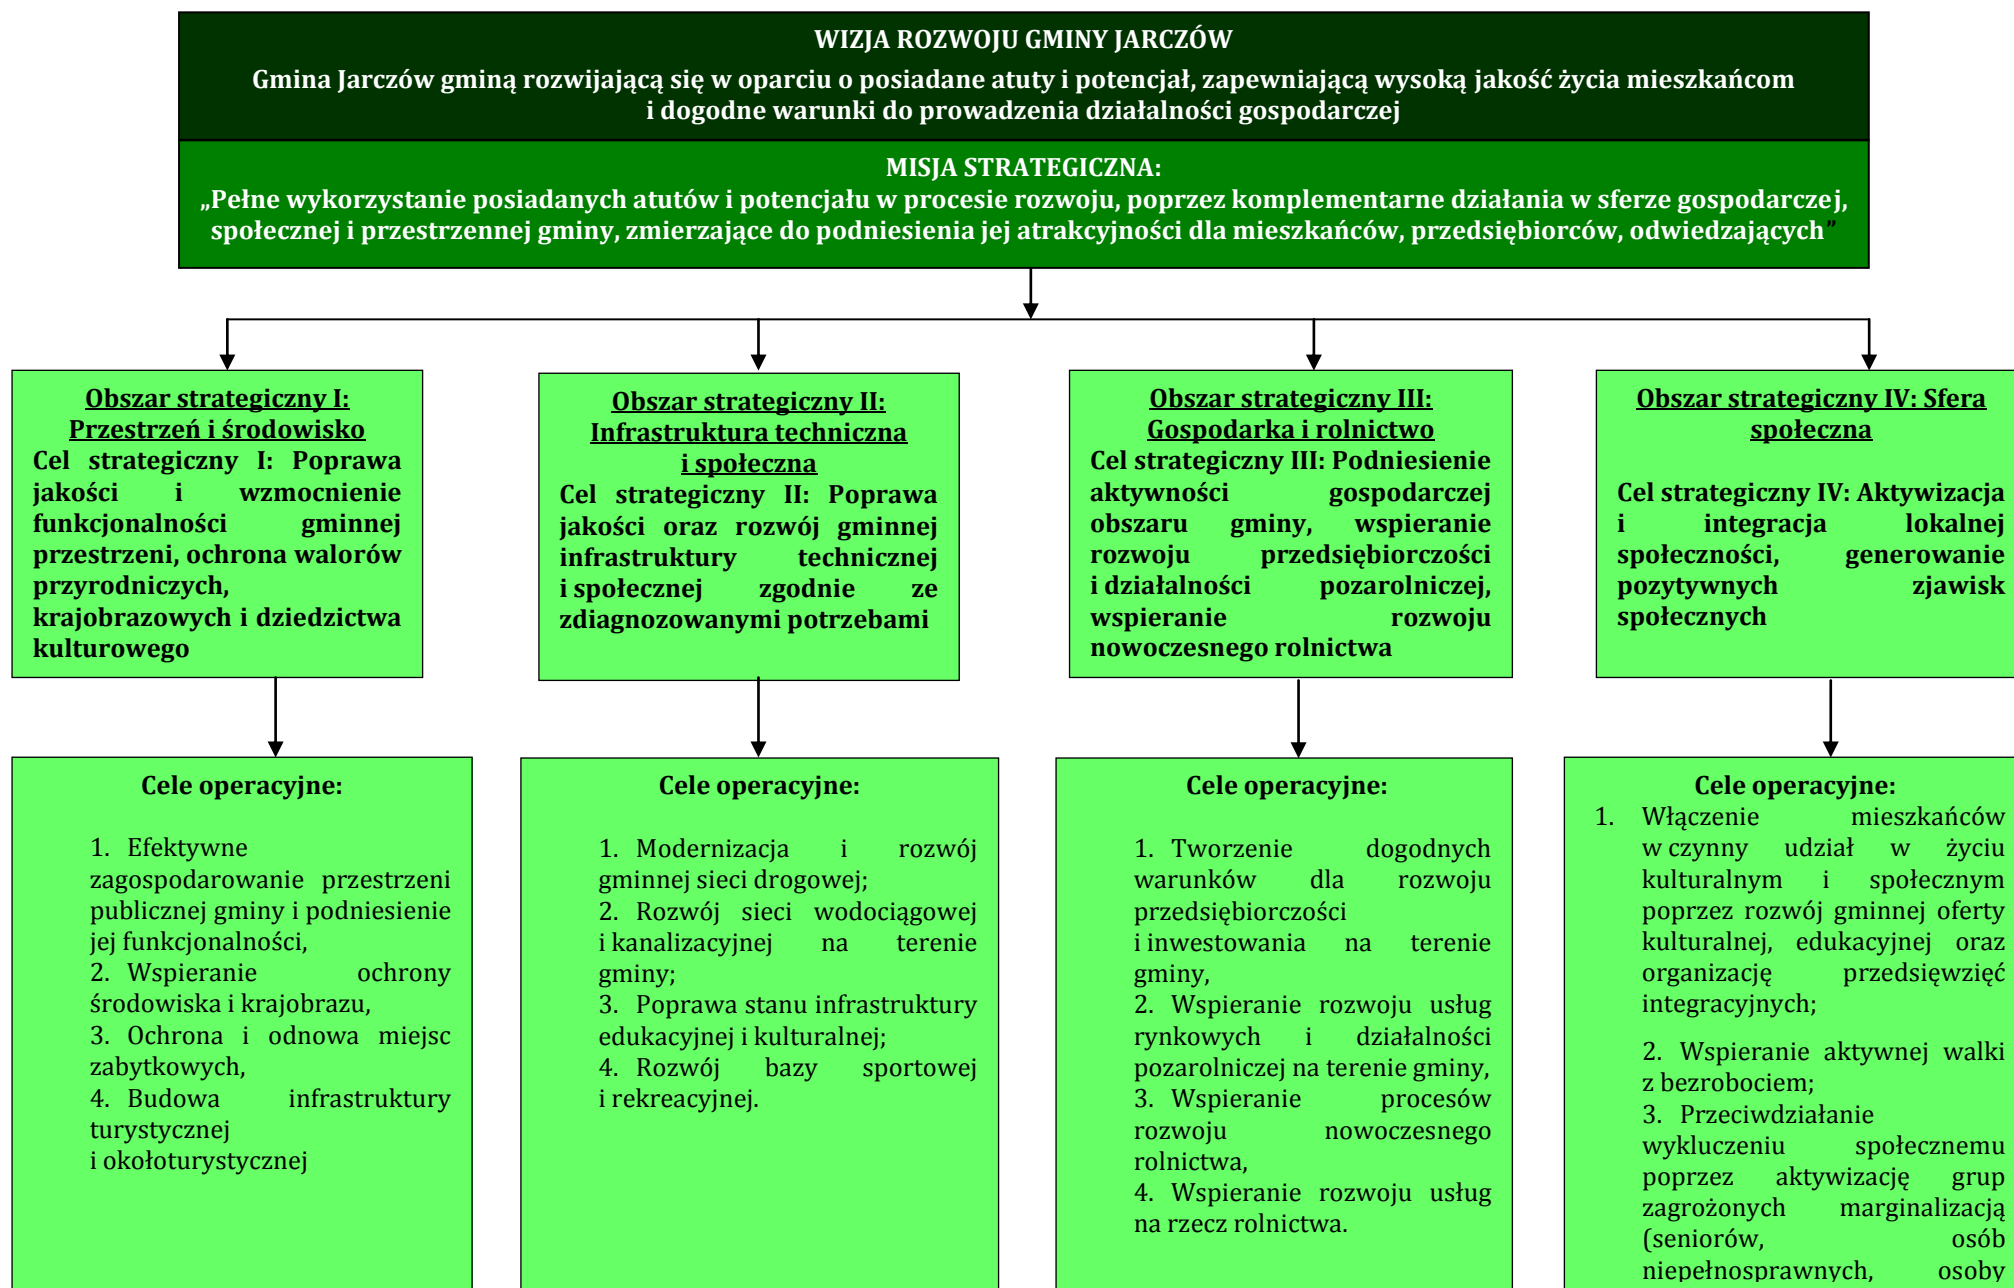 WIZJA ROZWOJU GMINY JARCZÓW
Gmina Jarczów gminą rozwijającą się w oparciu o posiadane atuty i potencjał, zapewniającą wysoką jakość życia mieszkańcom
i dogodne warunki do prowadzenia działalności gospodarczej
MISJA STRATEGICZNA:
„Pełne wykorzystanie posiadanych atutów i potencjału w procesie rozwoju, poprzez komplementarne działania w sferze gospodarczej,
społecznej i przestrzennej gminy, zmierzające do podniesienia jej atrakcyjności dla mieszkańców, przedsiębiorców, odwiedzających”
Obszar strategiczny I:
Przestrzeń i środowisko
Cel strategiczny I: Poprawa
jakości i wzmocnienie
funkcjonalności gminnej
przestrzeni, ochrona walorów
przyrodniczych,
krajobrazowych i dziedzictwa
kulturowego
Obszar strategiczny II:
Infrastruktura techniczna
i społeczna
Cel strategiczny II: Poprawa
jakości oraz rozwój gminnej
infrastruktury technicznej
i społecznej zgodnie ze
zdiagnozowanymi potrzebami
Obszar strategiczny III:
Gospodarka i rolnictwo
Cel strategiczny III: Podniesienie
aktywności gospodarczej
obszaru gminy, wspieranie
rozwoju przedsiębiorczości
i działalności pozarolniczej,
wspieranie rozwoju
nowoczesnego rolnictwa
Obszar strategiczny IV: Sfera
społeczna
Cel strategiczny IV: Aktywizacja
i integracja lokalnej
społeczności, generowanie
pozytywnych zjawisk
społecznych
Cele operacyjne:
1. Efektywne
zagospodarowanie przestrzeni
publicznej gminy i podniesienie
jej funkcjonalności,
2. Wspieranie ochrony
środowiska i krajobrazu,
3. Ochrona i odnowa miejsc
zabytkowych,
4. Budowa infrastruktury
turystycznej
i okołoturystycznej
Cele operacyjne:
1. Modernizacja i rozwój
gminnej sieci drogowej;
2. Rozwój sieci wodociągowej
i kanalizacyjnej na terenie
gminy;
3. Poprawa stanu infrastruktury
edukacyjnej i kulturalnej;
4. Rozwój bazy sportowej
i rekreacyjnej.
Cele operacyjne:
1. Tworzenie dogodnych
warunków dla rozwoju
przedsiębiorczości
i inwestowania na terenie
gminy,
2. Wspieranie rozwoju usług
rynkowych i działalności
pozarolniczej na terenie gminy,
3. Wspieranie procesów
rozwoju nowoczesnego
rolnictwa,
4. Wspieranie rozwoju usług
na rzecz rolnictwa.
Cele operacyjne:
1. Włączenie mieszkańców
w czynny udział w życiu
kulturalnym i społecznym
poprzez rozwój gminnej oferty
kulturalnej, edukacyjnej oraz
organizację przedsięwzięć
integracyjnych;
2. Wspieranie aktywnej walki
z bezrobociem;
3. Przeciwdziałanie
wykluczeniu społecznemu
poprzez aktywizację grup
zagrożonych marginalizacją
(seniorów, osób
niepełnosprawnych, osoby